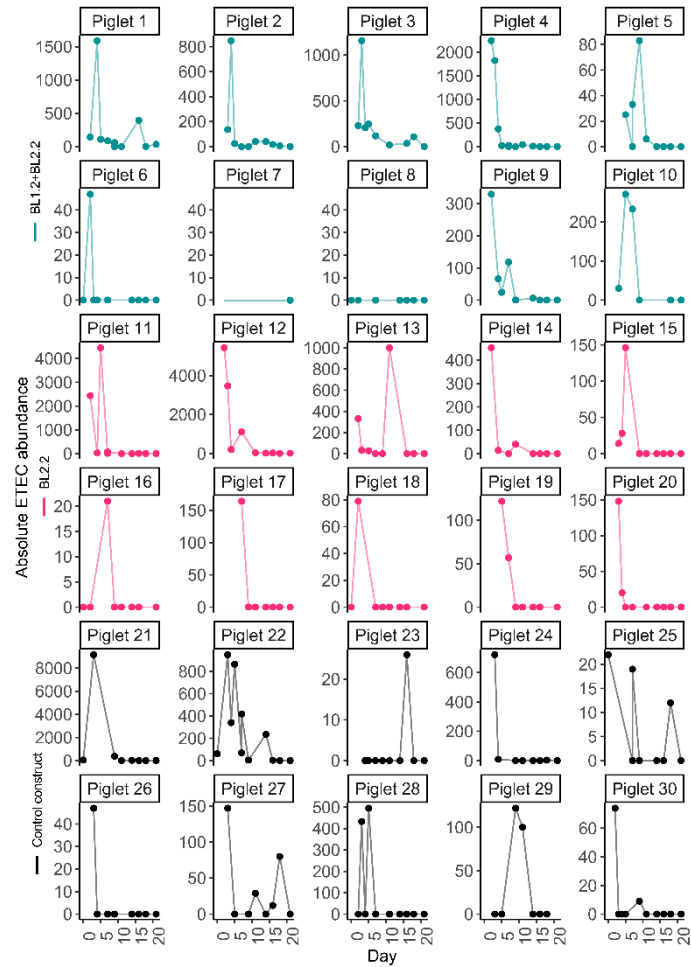 Piglet 1 Piglet 2 Piglet 3 Piglet 4 Piglet 5
1500 800 1000 2000 80
1000 600 500 1500 60
500 400 0 1000 40
0 200 500 20
0 0 0
Piglet 6 Piglet 7 Piglet 8 Piglet 9 Piglet 10
40 40 40 300 200
30 30 30 200 100
20 20 20 100 0
10 10 10 0
0 0 0
Piglet 11 Piglet 12 Piglet 13 Piglet 14 Piglet 15
4000 4000 1000 400 150
3000 2000 800 300 100
2000 0 600 200 50
1000 400 100 0
0 200 0
0
Piglet 16 Piglet 17 Piglet 18 Piglet 19 Piglet 20
20 150 80 120 150
15 100 60 80 100
10 50 40 40 50
5 0 20 0 0
0 0
Piglet 21 Piglet 22 Piglet 23 Piglet 24 Piglet 25
8000 800 20 600 20
6000 600 10 400 15
4000 400 0 200 10
2000 200 0 5
0 0 0
Piglet 26 Piglet 27 Piglet 28 Piglet 29 Piglet 30
40 150 500 100 60
30 100 400 50 40
20 50 300 0 20
10 0 200 0
0 100
0
0 5 10 15 20 0 5 10 15 20 0 5 10 15 20 0 5 10 15 20 0 5 10 15 20
Day
Absolute ETEC abundance
BL1.2+BL2.2
BL2.2
Control construct